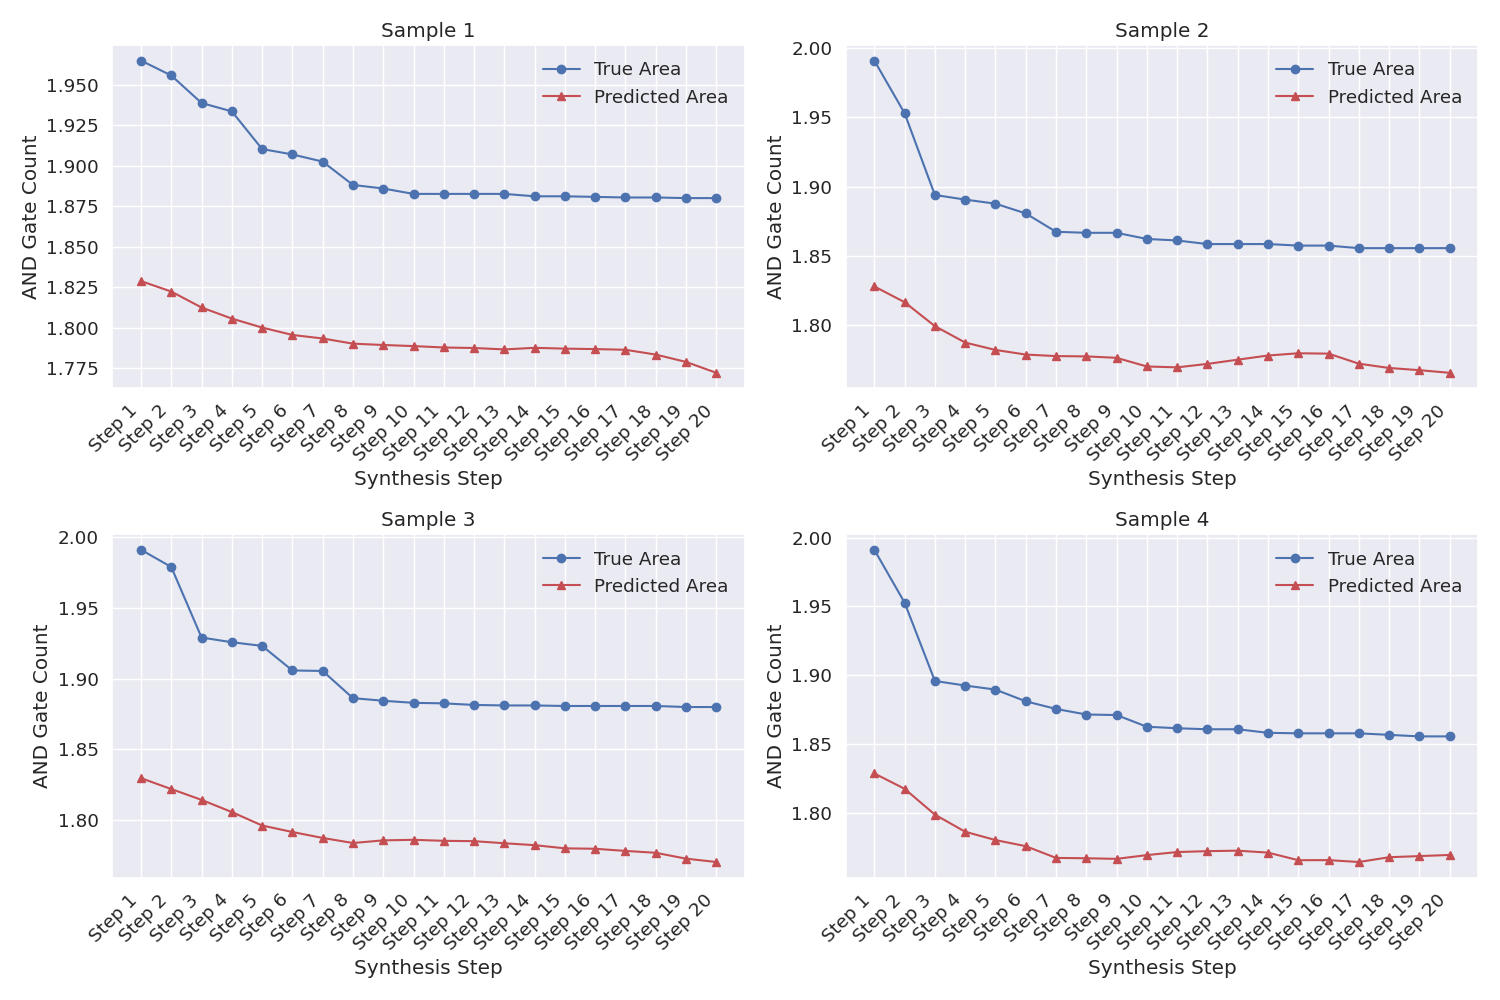 Sample 1
AND Gate Count
1.950
1.925
1.900
1.875
1.850
1.825
1.800
1.775
True Area
Predicted Area
Step 1
Step 2
Step 3
Step 4
Step 5
Step 6
Step 7
Step 8
Step 9
Step 10
Step 11
Step 12
Step 13
Step 14
Step 15
Step 16
Step 17
Step 18
Step 19
Step 20
Synthesis Step
Sample 2
AND Gate Count
2.00
1.95
1.90
1.85
1.80
True Area
Predicted Area
Step 1
Step 2
Step 3
Step 4
Step 5
Step 6
Step 7
Step 8
Step 9
Step 10
Step 11
Step 12
Step 13
Step 14
Step 15
Step 16
Step 17
Step 18
Step 19
Step 20
Synthesis Step
Sample 3
AND Gate Count
2.00
1.95
1.90
1.85
1.80
True Area
Predicted Area
Step 1
Step 2
Step 3
Step 4
Step 5
Step 6
Step 7
Step 8
Step 9
Step 10
Step 11
Step 12
Step 13
Step 14
Step 15
Step 16
Step 17
Step 18
Step 19
Step 20
Synthesis Step
Sample 4
AND Gate Count
2.00
1.95
1.90
1.85
1.80
True Area
Predicted Area
Step 1
Step 2
Step 3
Step 4
Step 5
Step 6
Step 7
Step 8
Step 9
Step 10
Step 11
Step 12
Step 13
Step 14
Step 15
Step 16
Step 17
Step 18
Step 19
Step 20
Synthesis Step